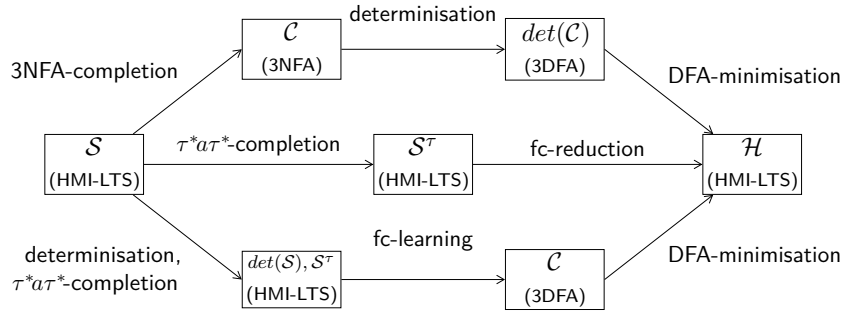 determinisation
𝒞
(3NFA)
det(𝒞)
(3DFA)
3NFA-completion
DFA-minimisation
𝒮
(HMI-LTS)
τ*aτ*-completion
𝒮^τ
(HMI-LTS)
fc-reduction
ℋ
(HMI-LTS)
determinisation,
τ*aτ*-completion
det(𝒮), 𝒮^τ
(HMI-LTS)
fc-learning
𝒞
(3DFA)
DFA-minimisation